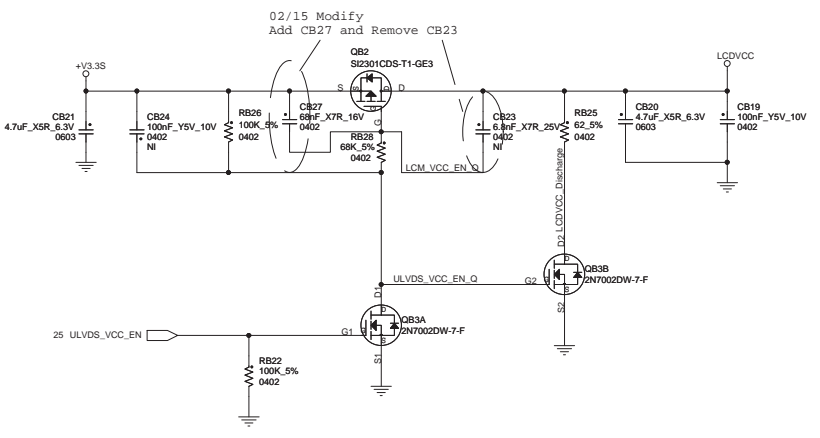 02/15 Modify
Add CB27 and Remove CB23
+V3.3S
QB2
SI2301CDS-T1-GE3
LCDVCC
S
S
D
D
G
G
CB21
4.7uF_X5R_6.3V
0603
CB24
100nF_Y5V_10V
0402
NI
RB26
100K_5%
0402
CB27
68nF_X7R_16V
0402
RB28
68K_5%
0402
CB23
6.8nF_X7R_25V
0402
NI
RB25
62_5%
0402
CB20
4.7uF_X5R_6.3V
0603
CB19
100nF_Y5V_10V
0402
LCM_VCC_EN_Q
LCDVCC_Discharge
ULVDS_VCC_EN_Q
D2
D
G2
G
S
S2
QB3B
2N7002DW-7-F
D1
D
G1
G
S
S1
QB3A
2N7002DW-7-F
25 ULVDS_VCC_EN
RB22
100K_5%
0402